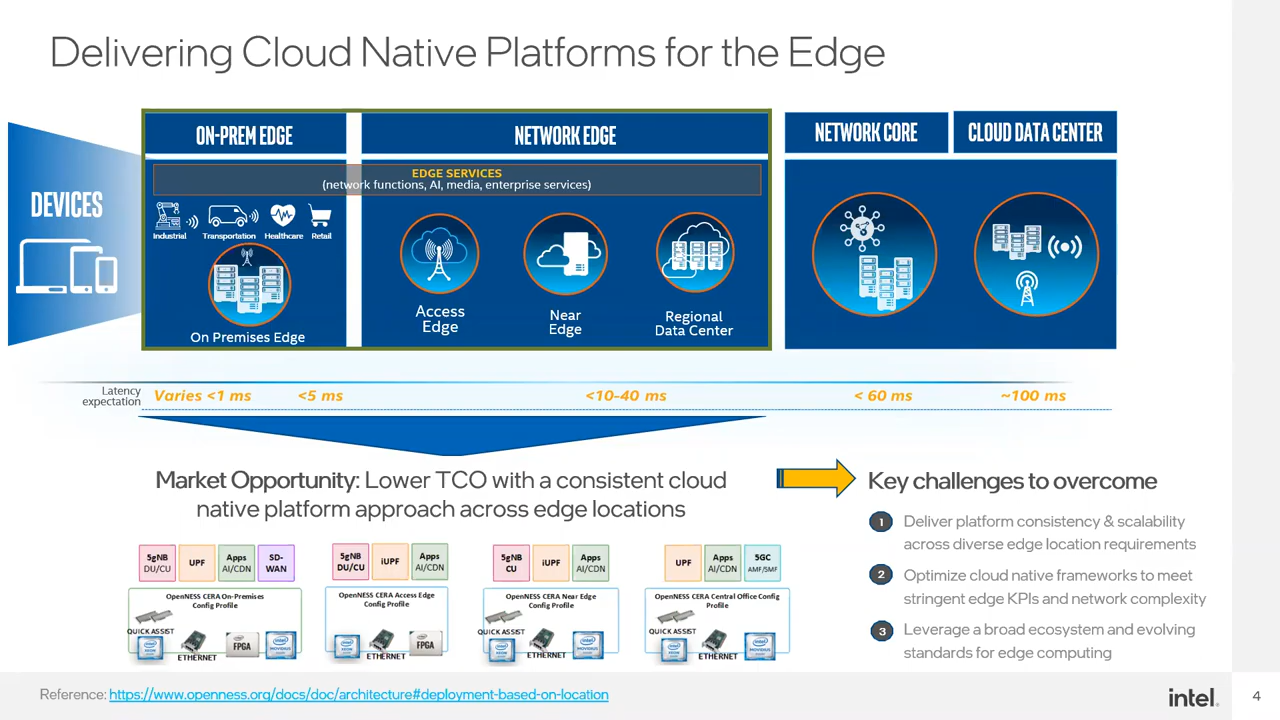 Delivering Cloud Native Platforms for the Edge
DEVICES
ON-PREM EDGE
NETWORK EDGE
NETWORK CORE
CLOUD DATA CENTER
EDGE SERVICES
(network functions, AI, media, enterprise services)
Industrial
Transportation
Healthcare
Retail
On Premises Edge
Access
Edge
Near
Edge
Regional
Data Center
Latency
expectation
Varies <1 ms
<5 ms
<10-40 ms
< 60 ms
~100 ms
Market Opportunity: Lower TCO with a consistent cloud
native platform approach across edge locations
5gNB
DU/CU
UPF
Apps
AI/CDN
SD-
WAN
OpenNESS CERA On-Premises
Config Profile
QUICK ASSIST
ETHERNET
FPGA
5gNB
DU/CU
iUPF
Apps
AI/CDN
OpenNESS CERA Access Edge
Config Profile
ETHERNET
FPGA
5gNB
CU
iUPF
Apps
AI/CDN
OpenNESS CERA Near Edge
Config Profile
QUICK ASSIST
ETHERNET
UPF
Apps
AI/CDN
5GC
AMF/SMF
OpenNESS CERA Central Office Config
Profile
QUICK ASSIST
ETHERNET
Key challenges to overcome
1 Deliver platform consistency & scalability
across diverse edge location requirements
2 Optimize cloud native frameworks to meet
stringent edge KPIs and network complexity
3 Leverage a broad ecosystem and evolving
standards for edge computing
Reference: https://www.openness.org/docs/doc/architecture#deployment-based-on-location
intel.
4